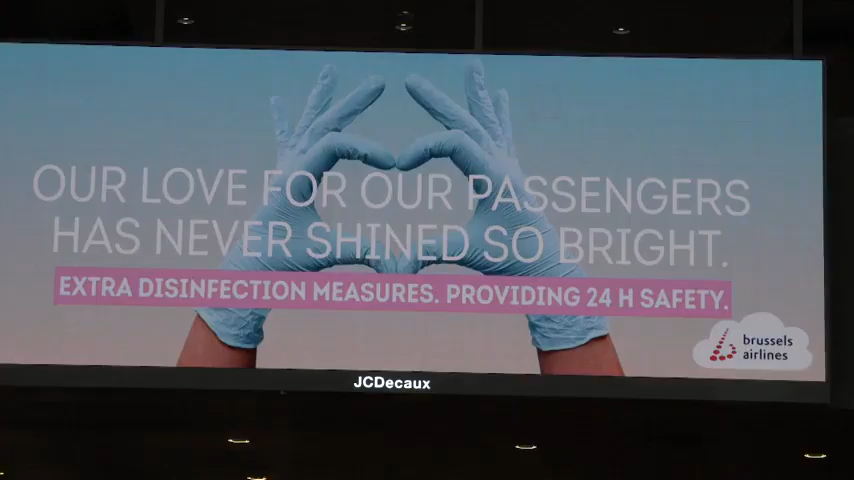 OUR LOVE FOR OUR PASSENGERS
HAS NEVER SHINED SO BRIGHT.
EXTRA DISINFECTION MEASURES. PROVIDING 24 H SAFETY.
brussels
airlines
JCDecaux